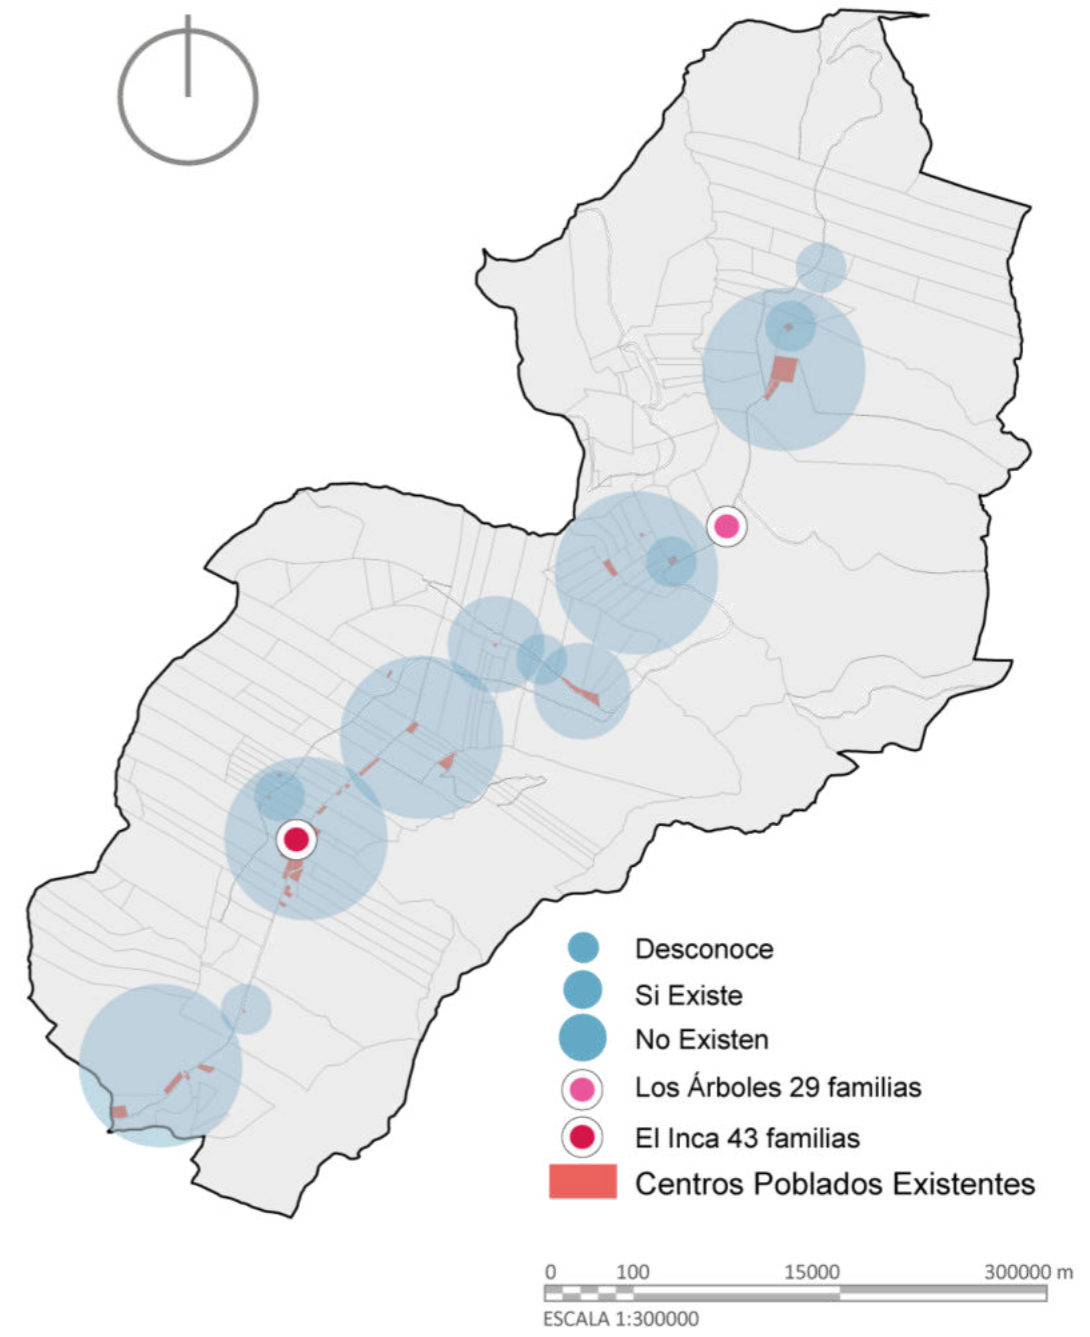 Desconoce
Si Existe
No Existen
Los Árboles 29 familias
El Inca 43 familias
Centros Poblados Existentes
0 100 15000 300000 m
ESCALA 1:300000